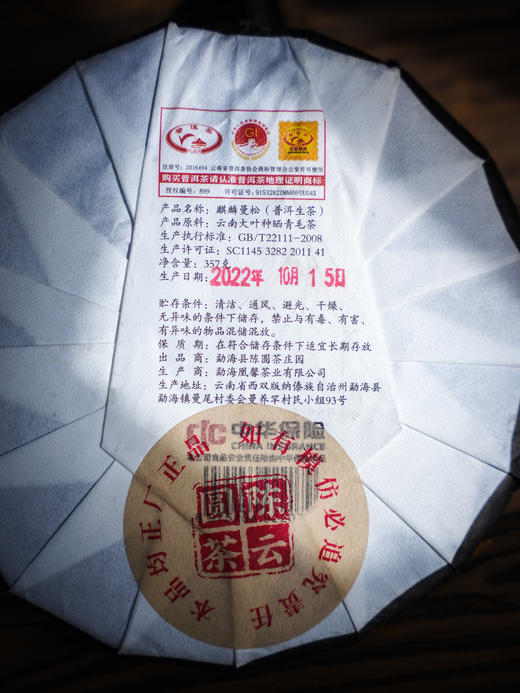 普洱茶
GI
注册号：2016494 云南省普洱茶协会商标管理办公室许可使用
购买普洱茶请认准普洱茶地理证明商标
授权编号：889 许可证号：91532822MA6NFUUG4X
产品名称：麒麟曼松（普洱生茶）
产品原料：云南大叶种晒青毛茶
生产执行标准：GB/T22111-2008
生产许可证：SC1145 3282 2011 41
净含量：357克
生产日期：2022年 10月 15日
贮存条件：清洁、通风、避光、干燥、
无异味的条件下储存，禁止与有毒、有害、
有异味的物品混储混放。
保质期：在符合储存条件下适宜长期存放
出品商：勐海县陈圆茶庄园
生产商：勐海凰馨茶业有限公司
生产地址：云南省西双版纳傣族自治州勐海县
勐海镇曼尾村委会曼养罕村民小组93号
cic 中华保险
CHINA INSURANCE
本品均正厂正品 如有模仿必追究责任
陈云圆茶